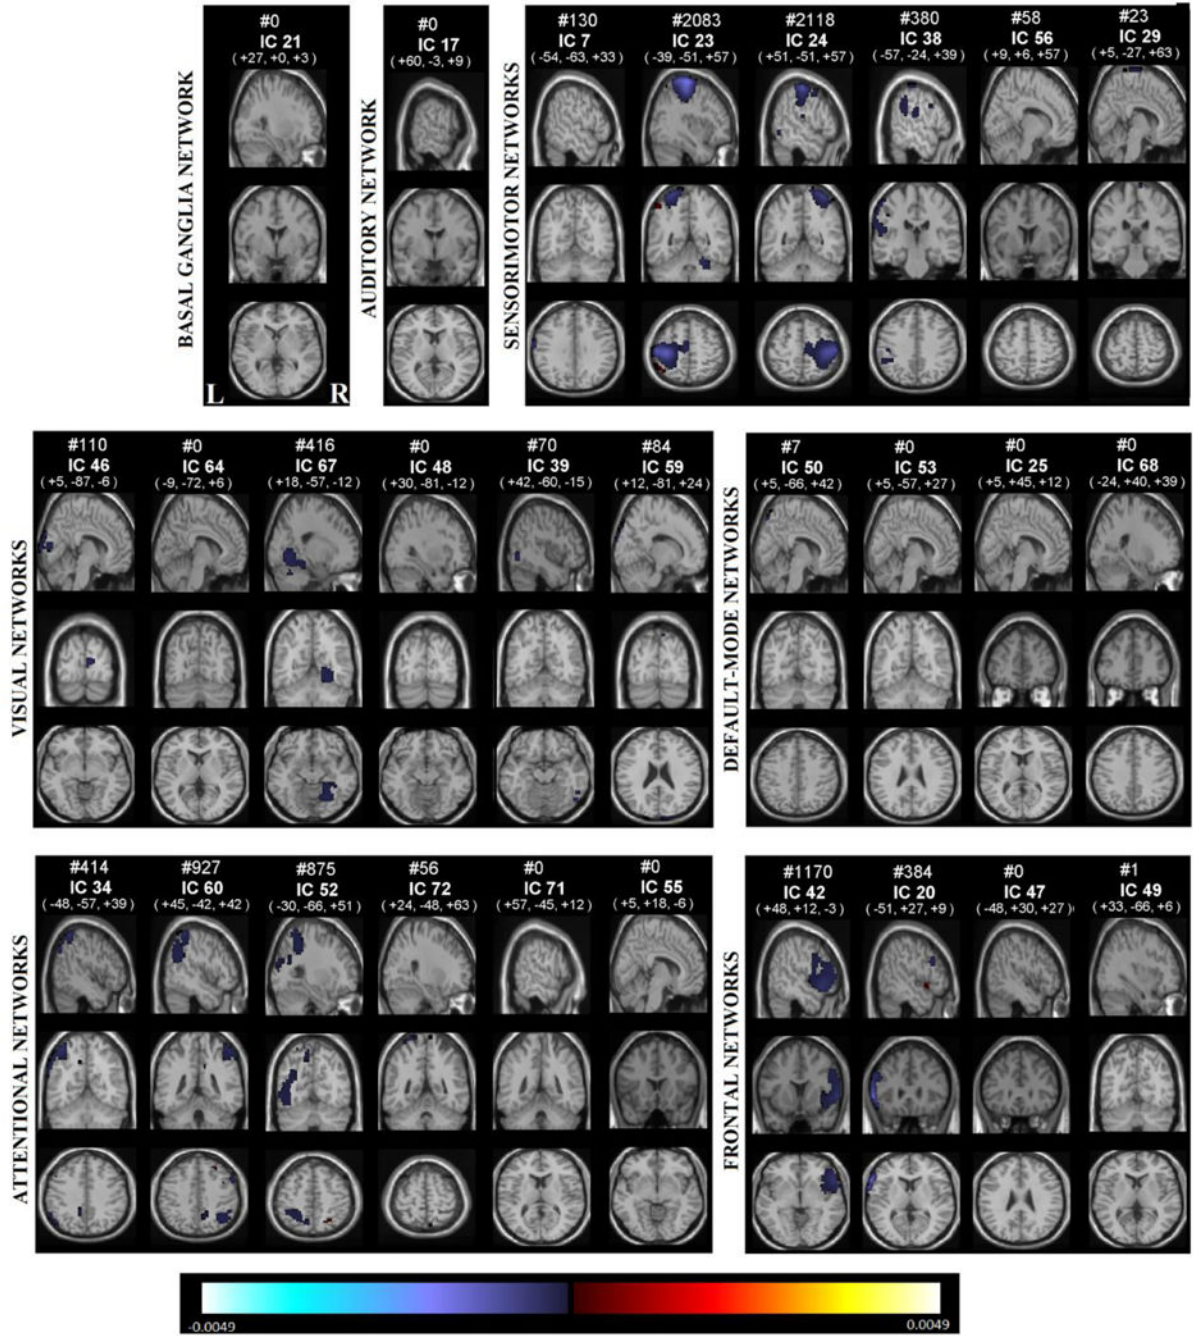 BASAL GANGLIA NETWORK
#0
IC 21
(+27, +0, +3)
L R
AUDITORY NETWORK
#0
IC 17
(+60, -3, +9)
SENSORIMOTOR NETWORKS
#130 #2083 #2118 #380 #58 #23
IC 7 IC 23 IC 24 IC 38 IC 56 IC 29
(-54, -63, +33) (-39, -51, +57) (+51, -51, +57) (-57, -24, +39) (+9, +6, +57) (+5, -27, +63)
VISUAL NETWORKS
#110 #0 #416 #0 #70 #84
IC 46 IC 64 IC 67 IC 48 IC 39 IC 59
(+5, -87, -6) (-9, -72, +6) (+18, -57, -12) (+30, -81, -12) (+42, -60, -15) (+12, -81, +24)
DEFAULT-MODE NETWORKS
#7 #0 #0 #0
IC 50 IC 53 IC 25 IC 68
(+5, -66, +42) (+5, -57, +27) (+5, +45, +12) (-24, +40, +39)
ATTENTIONAL NETWORKS
#414 #927 #875 #56 #0 #0
IC 34 IC 60 IC 52 IC 72 IC 71 IC 55
(-48, -57, +39) (+45, -42, +42) (-30, -66, +51) (+24, -48, +63) (+57, -45, +12) (+5, +18, -6)
FRONTAL NETWORKS
#1170 #384 #0 #1
IC 42 IC 20 IC 47 IC 49
(+48, +12, -3) (-51, +27, +9) (-48, +30, +27) (+33, -66, +6)
-0.0049 0.0049